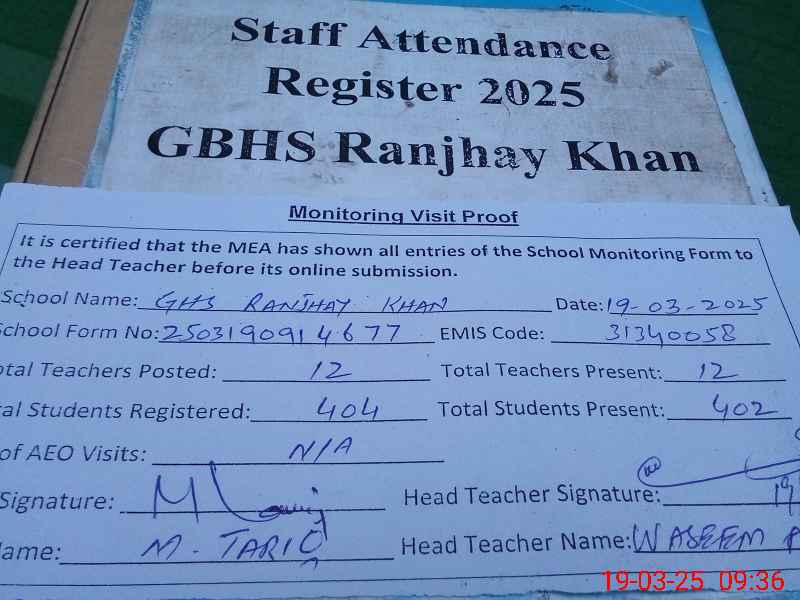 Staff Attendance
Register 2025
GBHS Ranjhay Khan
Monitoring Visit Proof
It is certified that the MEA has shown all entries of the School Monitoring Form to
the Head Teacher before its online submission.
School Name: GHS RANJHAY KHAN Date: 19-03-2025
School Form No: 2503190914677 EMIS Code: 31340058
otal Teachers Posted: 12 Total Teachers Present: 12
al Students Registered: 404 Total Students Present: 402
of AEO Visits: N/A
Signature: Head Teacher Signature: 19
ame: M. TARIQ Head Teacher Name: WASEEM
19-03-25 09:36